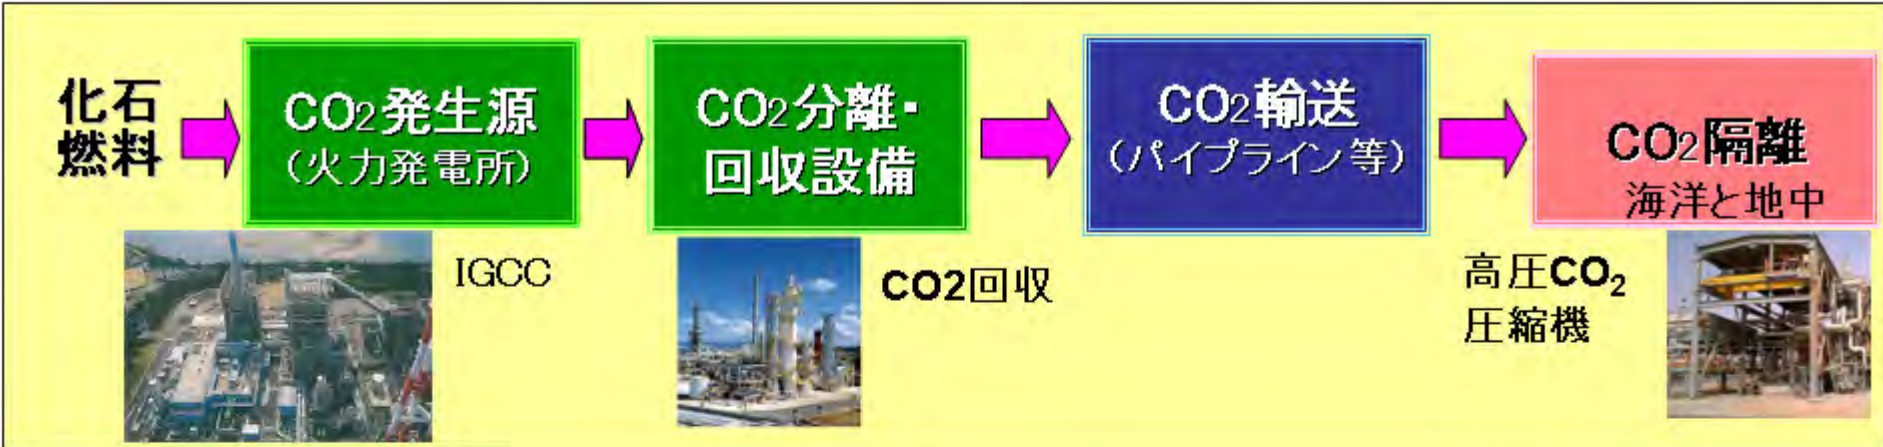 化石
燃料
CO2発生源
（火力発電所）
CO2分離・
回収設備
CO2輸送
（パイプライン等）
CO2隔離
海洋と地中
IGCC
CO2回収
高圧CO₂
圧縮機